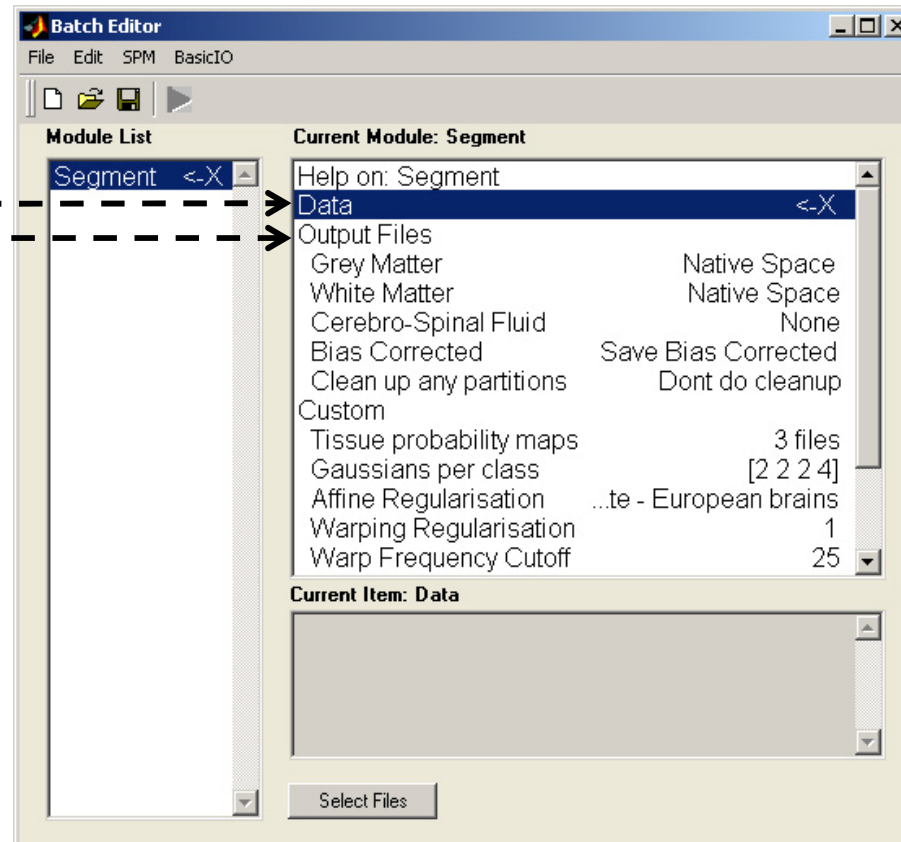 Batch Editor
File Edit SPM BasicIO
Module List
Current Module: Segment
Segment <-X
Help on: Segment
Data <-X
Output Files
Grey Matter Native Space
White Matter Native Space
Cerebro-Spinal Fluid None
Bias Corrected Save Bias Corrected
Clean up any partitions Dont do cleanup
Custom
Tissue probability maps 3 files
Gaussians per class [2 2 2 4]
Affine Regularisation ...te - European brains
Warping Regularisation 1
Warp Frequency Cutoff 25
Current Item: Data
Select Files